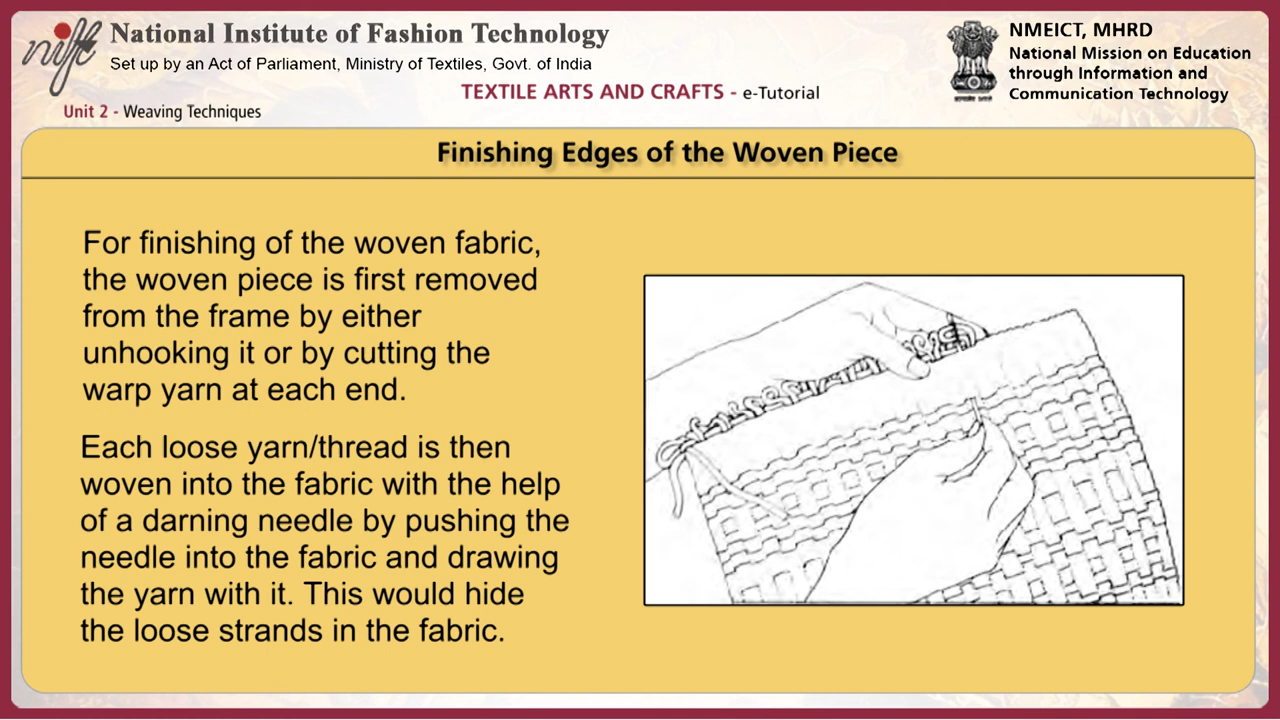 nift
National Institute of Fashion Technology
Set up by an Act of Parliament, Ministry of Textiles, Govt. of India
NMEICT, MHRD
National Mission on Education
through Information and
Communication Technology
TEXTILE ARTS AND CRAFTS - e-Tutorial
Unit 2 - Weaving Techniques
Finishing Edges of the Woven Piece
For finishing of the woven fabric,
the woven piece is first removed
from the frame by either
unhooking it or by cutting the
warp yarn at each end.
Each loose yarn/thread is then
woven into the fabric with the help
of a darning needle by pushing the
needle into the fabric and drawing
the yarn with it. This would hide
the loose strands in the fabric.